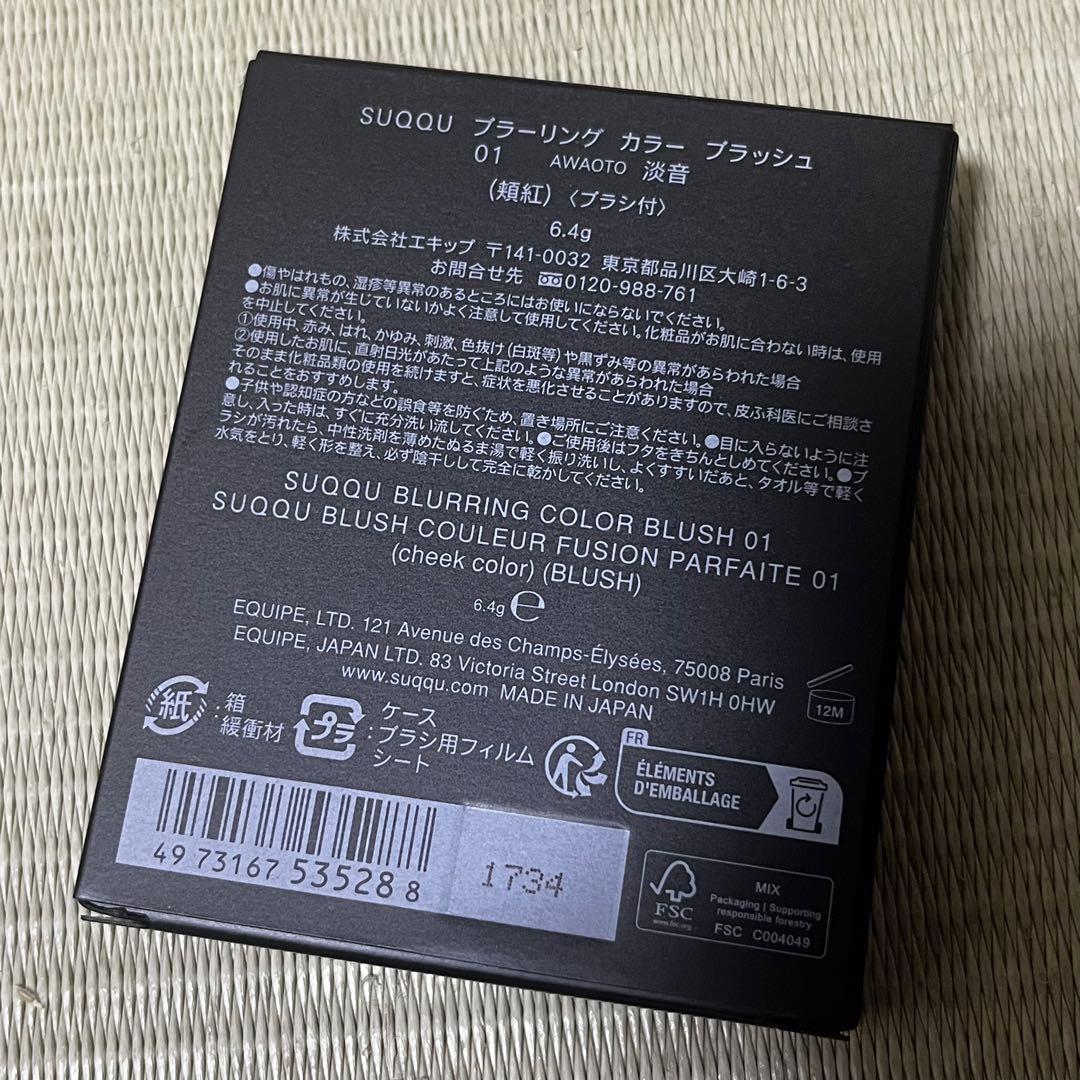 SUQQU ブラーリング カラー ブラッシュ
01 AWAOTO 淡音
(頬紅)〈ブラシ付〉
6.4g
株式会社エキップ 〒141-0032 東京都品川区大崎1-6-3
お問合せ先 0120-988-761
●傷やはれもの、湿疹等異常のあるところにはお使いにならないでください。
●お肌に異常が生じていないかよく注意して使用してください。化粧品がお肌に合わない時は、使用
を中止してください。
①使用中、赤み、はれ、かゆみ、刺激、色抜け(白斑等)や黒ずみ等の異常があらわれた場合
②使用したお肌に、直射日光があたって上記のような異常があらわれた場合
そのまま化粧品類の使用を続けますと、症状を悪化させることがありますので、皮ふ科医にご相談さ
れることをおすすめします。
●子供や認知症の方などの誤食等を防ぐため、置き場所にご注意ください。●目に入らないように注
意し、入った時は、すぐに充分洗い流してください。●ご使用後はフタをきちんとしめてください。●ブ
ラシが汚れたら、中性洗剤を薄めたぬるま湯で軽く振り洗いし、よくすすいだあと、タオル等で軽く
水気をとり、軽く形を整え、必ず陰干しして完全に乾かしてください。
SUQQU BLURRING COLOR BLUSH 01
SUQQU BLUSH COULEUR FUSION PARFAITE 01
(cheek color) (BLUSH)
6.4g ℮
EQUIPE, LTD. 121 Avenue des Champs-Élysées, 75008 Paris
EQUIPE, JAPAN LTD. 83 Victoria Street London SW1H 0HW
www.suqqu.com MADE IN JAPAN
12M
紙 : 箱
緩衝材
プラ : ケース
ブラシ用フィルム
シート
FR
ÉLÉMENTS
D'EMBALLAGE
4973167535288
1734
FSC
www.fsc.org
MIX
Packaging | Supporting
responsible forestry
FSC C004049